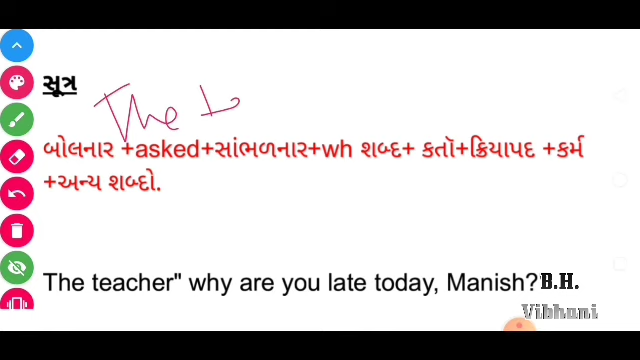 સૂત્ર
The
બોલનાર +asked+સાંભળનાર+wh શબ્દ+ કર્તા+ક્રિયાપદ +કર્મ
+અન્ય શબ્દો.
The teacher" why are you late today, Manish?
B.H.
Vibhani